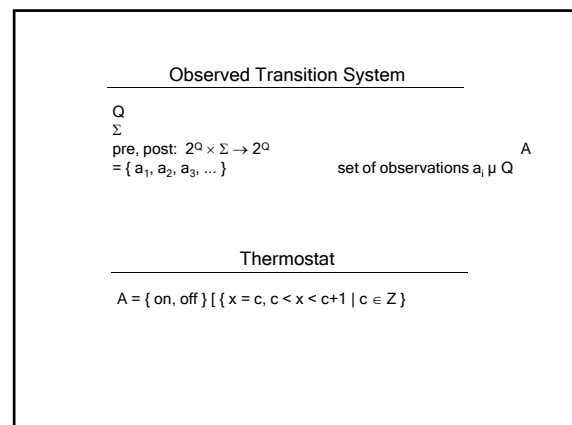 Observed Transition System
Q
Σ
pre, post: 2^Q × Σ → 2^Q A
= { a₁, a₂, a₃, ... } set of observations aᵢ µ Q
Thermostat
A = { on, off } [ { x = c, c < x < c+1 | c ∈ Z }